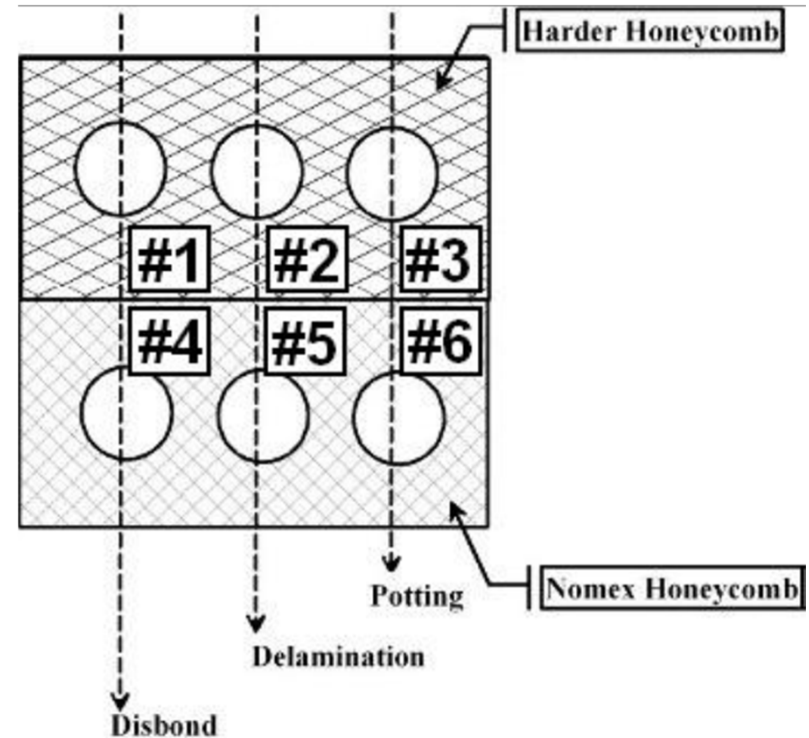 Harder Honeycomb
#1
#2
#3
#4
#5
#6
Potting
Nomex Honeycomb
Delamination
Disbond